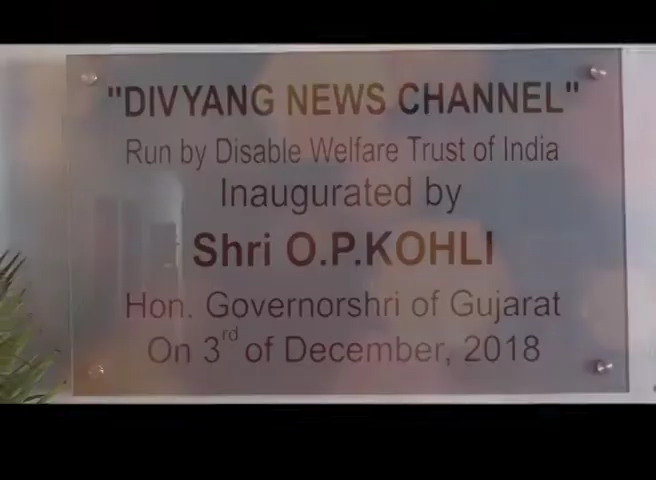 "DIVYANG NEWS CHANNEL"
Run by Disable Welfare Trust of India
Inaugurated by
Shri O.P.KOHLI
Hon. Governorshri of Gujarat
On 3rd of December, 2018